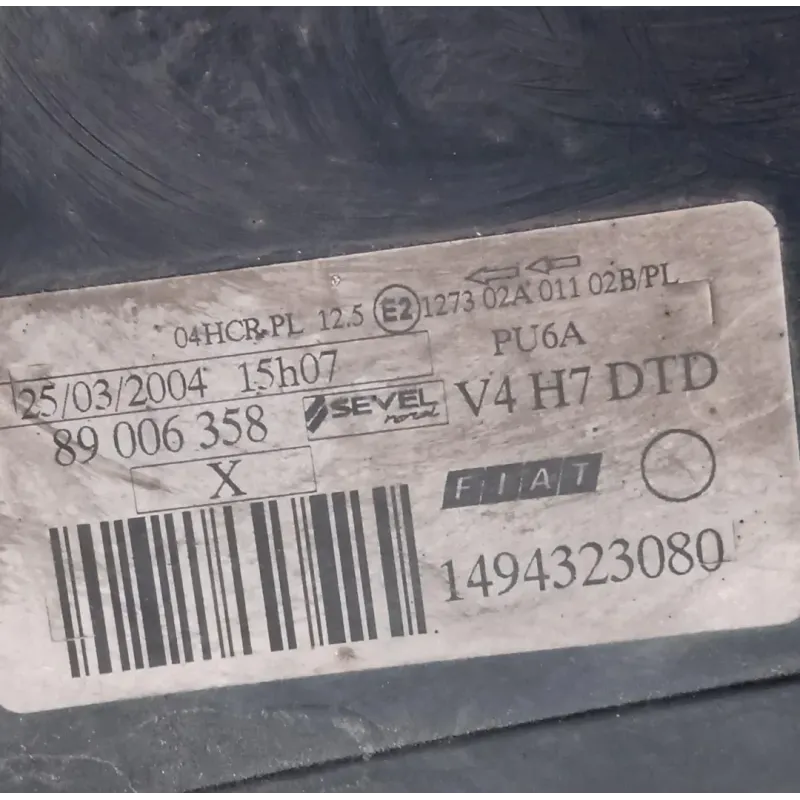 04HCR.PL 12.5 E2 1273 02A 011 02B/PL
PU6A
25/03/2004 15h07
89 006 358 SEVEL nord V4 H7 DTD
X
FIAT
1494323080